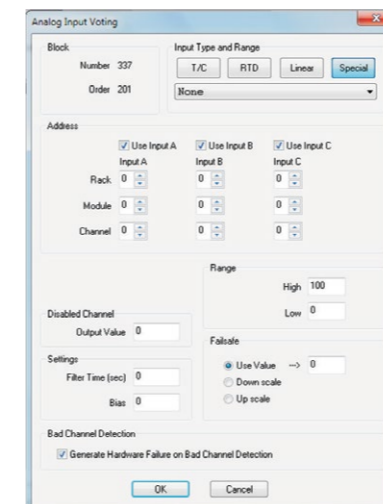 Analog Input Voting
Block
Number 337
Order 201
Input Type and Range
T/C RTD Linear Special
None
Address
Use Input A Use Input B Use Input C
Input A Input B Input C
Rack 0 0 0
Module 0 0 0
Channel 0 0 0
Range
High 100
Low 0
Disabled Channel
Output Value 0
Failsafe
Use Value --> 0
Down scale
Up scale
Settings
Filter Time (sec) 0
Bias 0
Bad Channel Detection
Generate Hardware Failure on Bad Channel Detection
OK Cancel